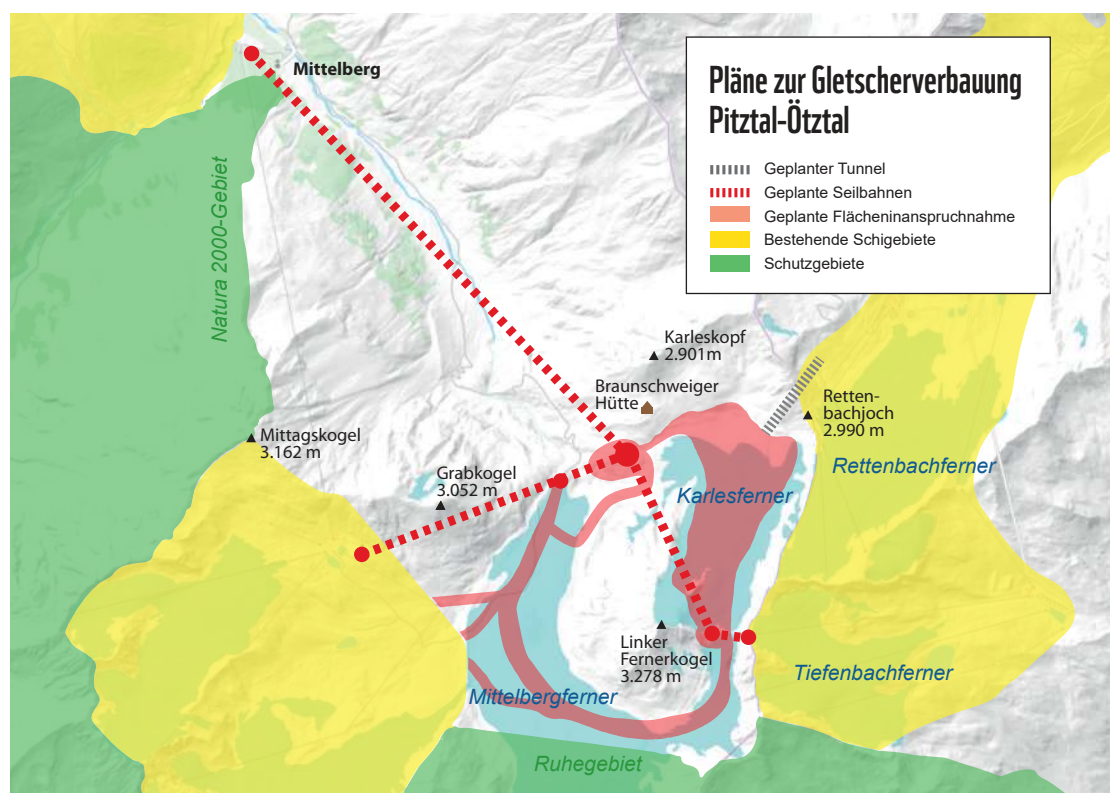 Pläne zur Gletscherverbauung
Pitztal-Ötztal
Geplanter Tunnel
Geplante Seilbahnen
Geplante Flächeninanspruchnahme
Bestehende Schigebiete
Schutzgebiete
Mittelberg
Natura 2000-Gebiet
Karleskopf
2.901m
Braunschweiger
Hütte
Retten-
bachjoch
2.990 m
Mittagskogel
3.162 m
Grabkogel
3.052 m
Rettenbachferner
Karlesferner
Linker
Fernerkogel
3.278 m
Tiefenbachferner
Mittelbergferner
Ruhegebiet